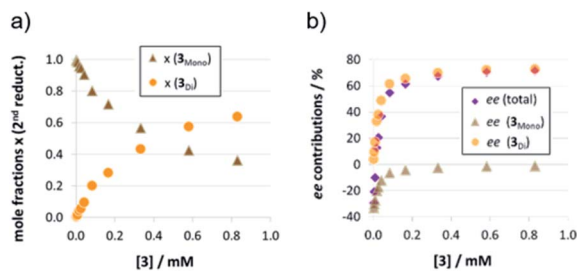 a)
mole fractions x (2nd reduct.)
1.0
0.8
0.6
0.4
0.2
0.0
x (3Mono)
x (3Di)
0.0 0.2 0.4 0.6 0.8 1.0
[3] / mM
b)
ee contributions / %
80
60
40
20
0
-20
-40
ee (total)
ee (3Mono)
ee (3Di)
0.0 0.2 0.4 0.6 0.8 1.0
[3] / mM